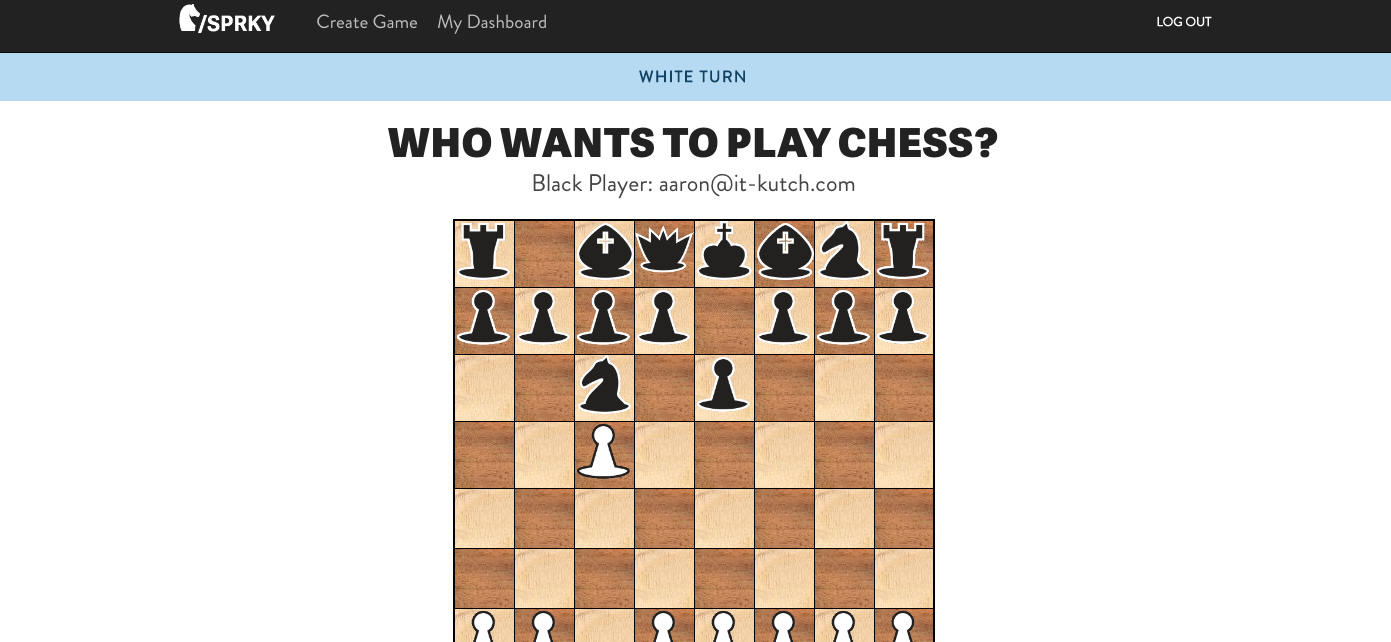 /SPRKY Create Game My Dashboard LOG OUT
WHITE TURN
WHO WANTS TO PLAY CHESS?
Black Player: aaron@it-kutch.com